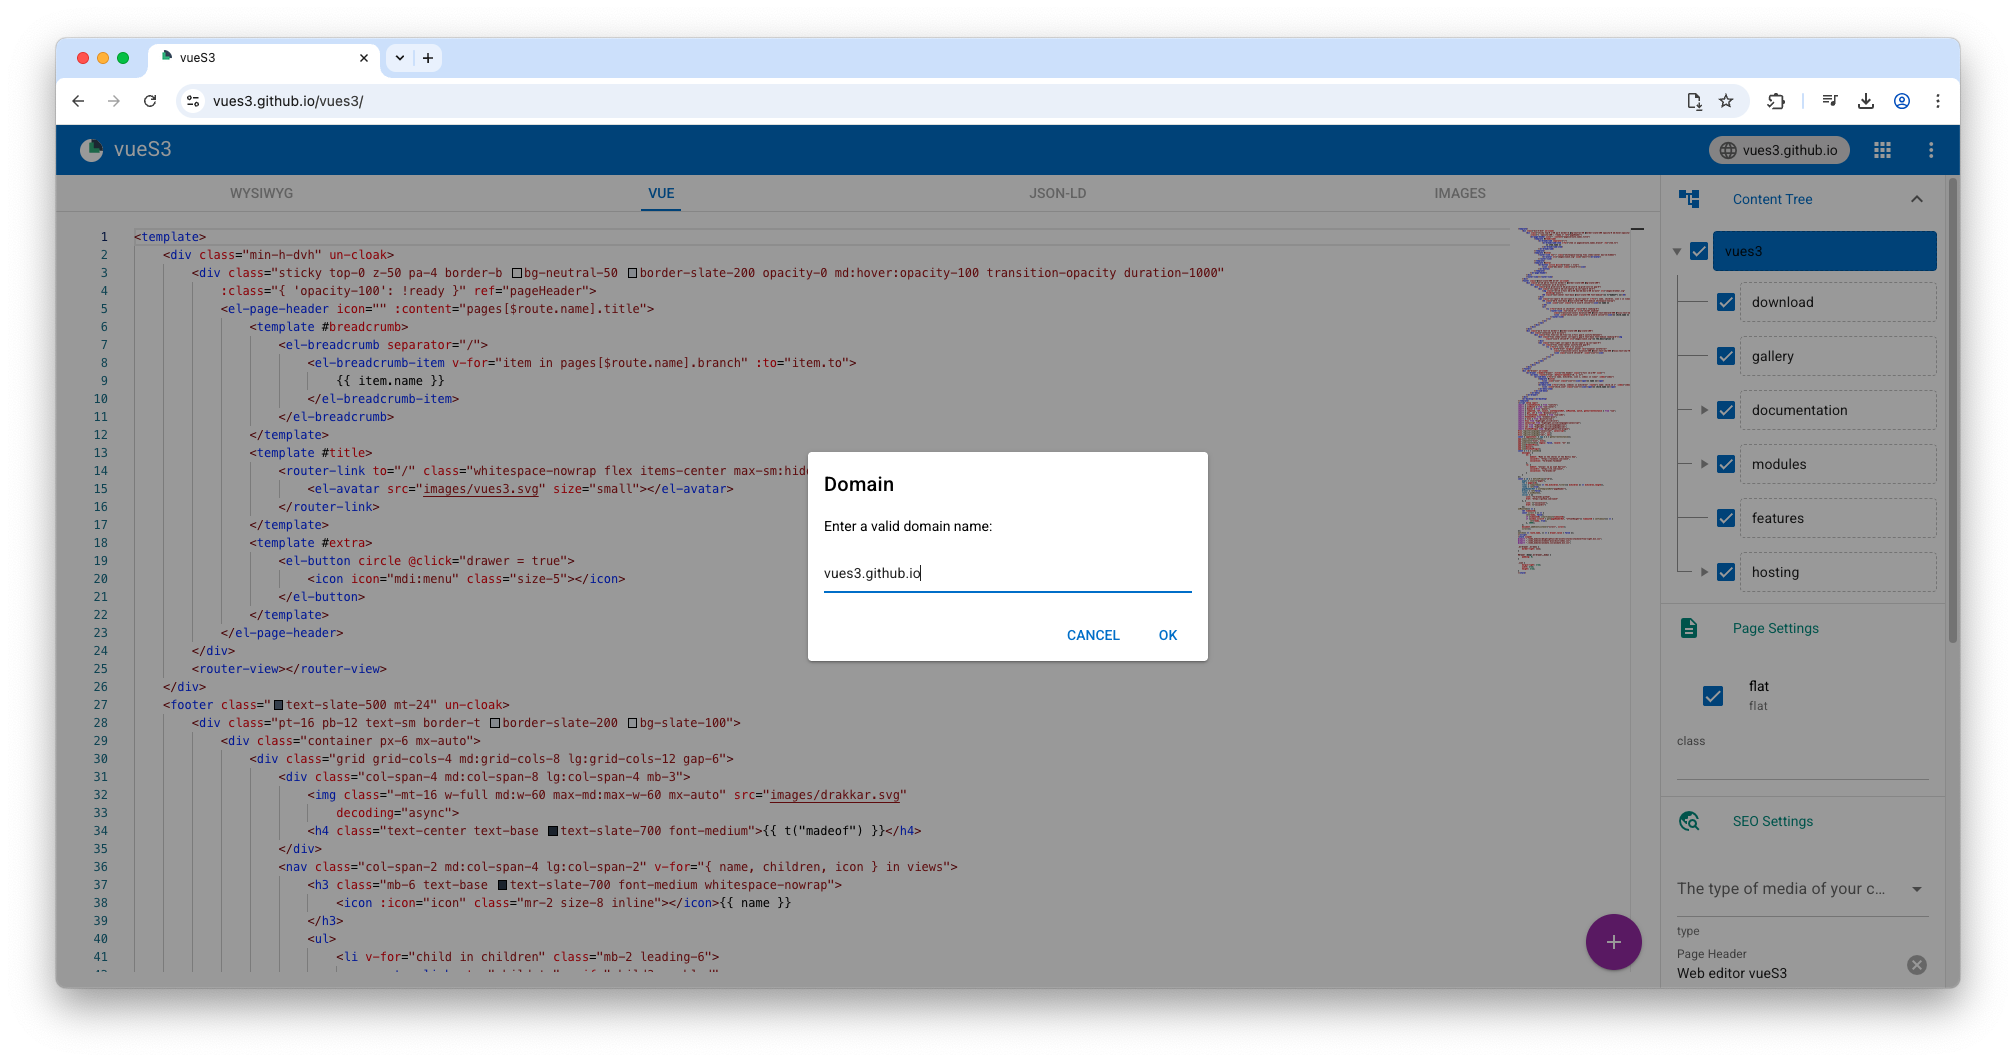 vueS3
vues3.github.io/vues3/
vueS3
vues3.github.io
WYSIWYG
VUE
JSON-LD
IMAGES
1 <template>
2 <div class="min-h-dvh" un-cloak>
3 <div class="sticky top-0 z-50 pa-4 border-b bg-neutral-50 border-slate-200 opacity-0 md:hover:opacity-100 transition-opacity duration-1000"
4 :class="{ 'opacity-100': !ready }" ref="pageHeader">
5 <el-page-header icon="" :content="pages[$route.name].title">
6 <template #breadcrumb>
7 <el-breadcrumb separator="/">
8 <el-breadcrumb-item v-for="item in pages[$route.name].branch" :to="item.to">
9 {{ item.name }}
10 </el-breadcrumb-item>
11 </el-breadcrumb>
12 </template>
13 <template #title>
14 <router-link to="/" class="whitespace-nowrap flex items-center max-sm:hid
15 <el-avatar src="images/vues3.svg" size="small"></el-avatar>
16 </router-link>
17 </template>
18 <template #extra>
19 <el-button circle @click="drawer = true">
20 <icon icon="mdi:menu" class="size-5"></icon>
21 </el-button>
22 </template>
23 </el-page-header>
24 </div>
25 <router-view></router-view>
26 </div>
27 <footer class="text-slate-500 mt-24" un-cloak>
28 <div class="pt-16 pb-12 text-sm border-t border-slate-200 bg-slate-100">
29 <div class="container px-6 mx-auto">
30 <div class="grid grid-cols-4 md:grid-cols-8 lg:grid-cols-12 gap-6">
31 <div class="col-span-4 md:col-span-8 lg:col-span-4 mb-3">
32 <img class="-mt-16 w-full md:w-60 max-md:max-w-60 mx-auto" src="images/drakkar.svg"
33 decoding="async">
34 <h4 class="text-center text-base text-slate-700 font-medium">{{ t("madeof") }}</h4>
35 </div>
36 <nav class="col-span-2 md:col-span-4 lg:col-span-2" v-for="{ name, children, icon } in views">
37 <h3 class="mb-6 text-base text-slate-700 font-medium whitespace-nowrap">
38 <icon :icon="icon" class="mr-2 size-8 inline"></icon>{{ name }}
39 </h3>
40 <ul>
41 <li v-for="child in children" class="mb-2 leading-6">
Domain
Enter a valid domain name:
vues3.github.io
CANCEL
OK
Content Tree
vues3
download
gallery
documentation
modules
features
hosting
Page Settings
flat
flat
class
SEO Settings
The type of media of your c...
type
Page Header
Web editor vueS3